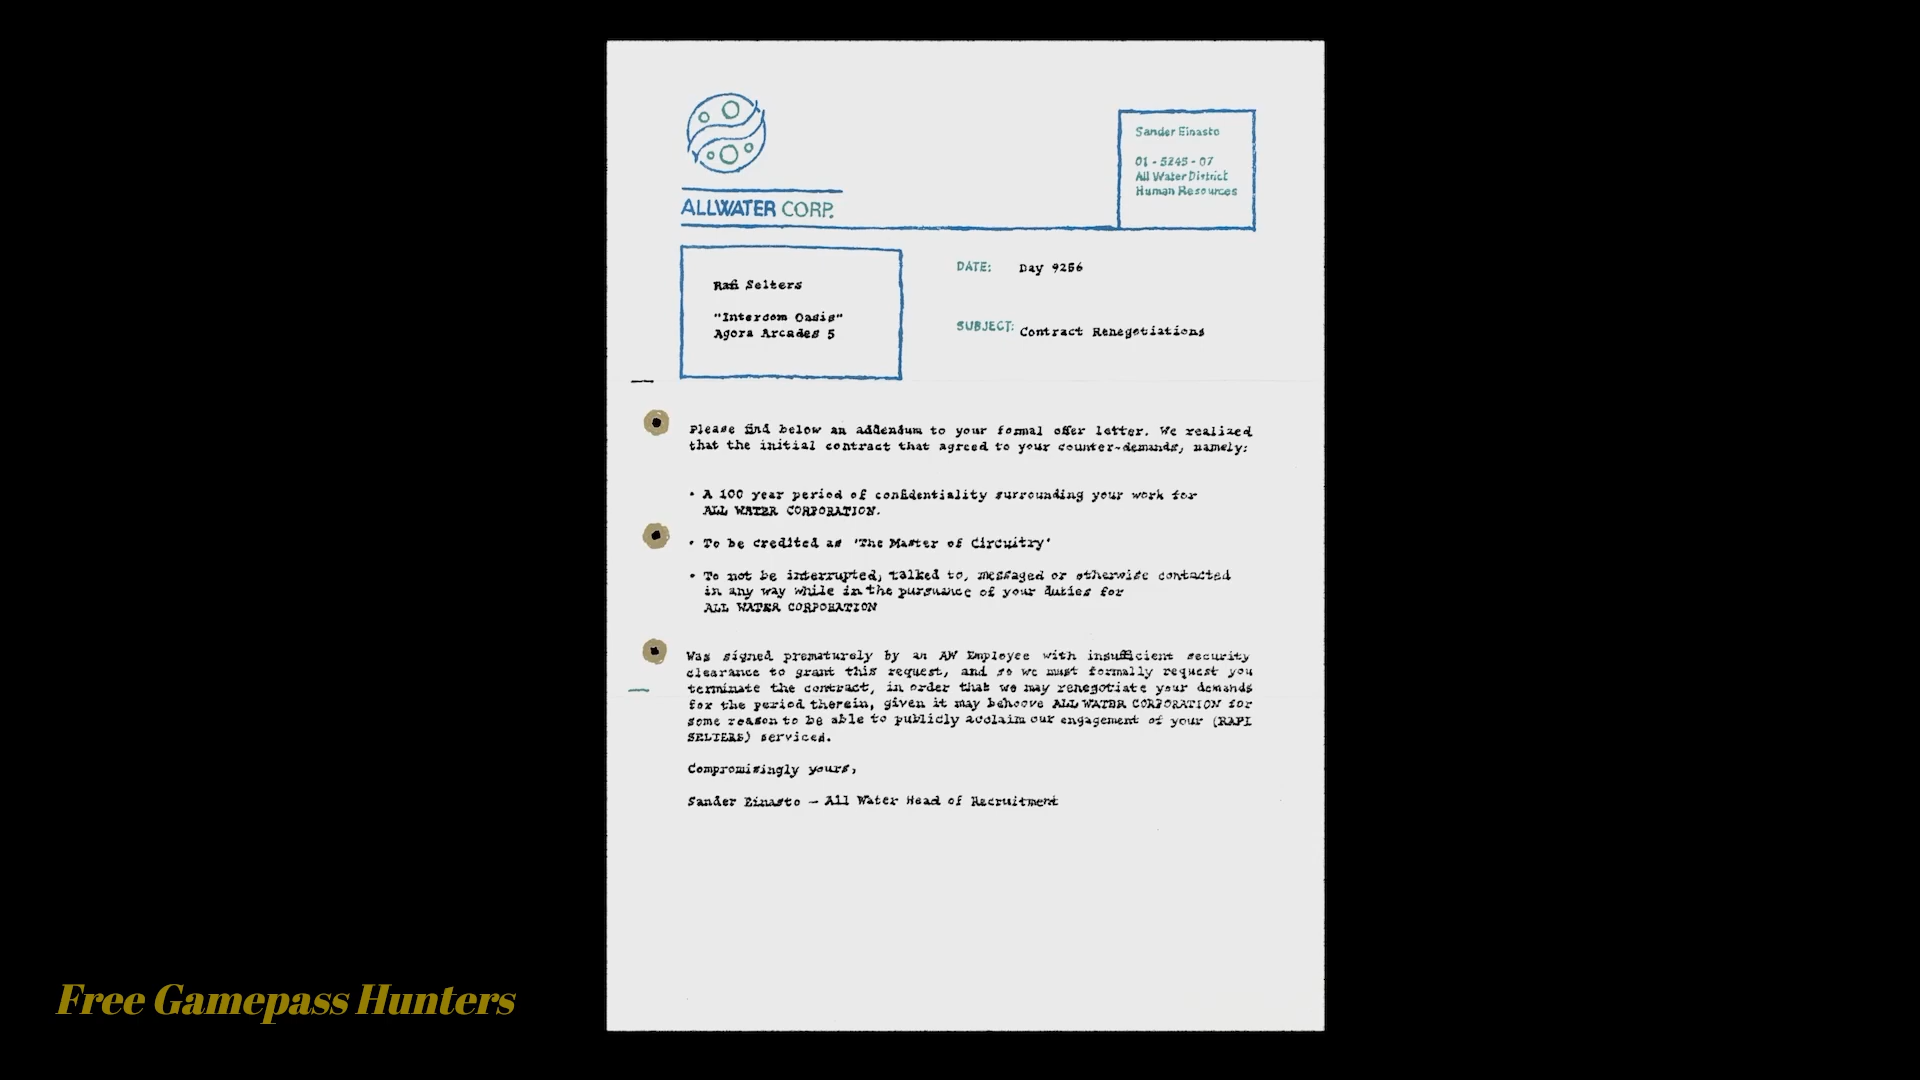 ALLWATER CORP.
Sander Einasto
01 - 5245 - 07
All Water District
Human Resources
Rafi Selters
"Intercom Oasis"
Agora Arcades 5
DATE: Day 9256
SUBJECT: Contract Renegotiations
Please find below an addendum to your formal offer letter. We realized
that the initial contract that agreed to your counter-demands, namely:
• A 100 year period of confidentiality surrounding your work for
ALL WATER CORPORATION.
• To be credited as 'The Master of Circuitry'
• To not be interrupted, talked to, messaged or otherwise contacted
in any way while in the pursuance of your duties for
ALL WATER CORPORATION
Was signed prematurely by an AW Employee with insufficient security
clearance to grant this request, and so we must formally request you
terminate the contract, in order that we may renegotiate your demands
for the period therein, given it may behoove ALL WATER CORPORATION for
some reason to be able to publicly acclaim our engagement of your (RAFI
SELTERS) services.
Compromisingly yours,
Sander Einasto — All Water Head of Recruitment
Free Gamepass Hunters